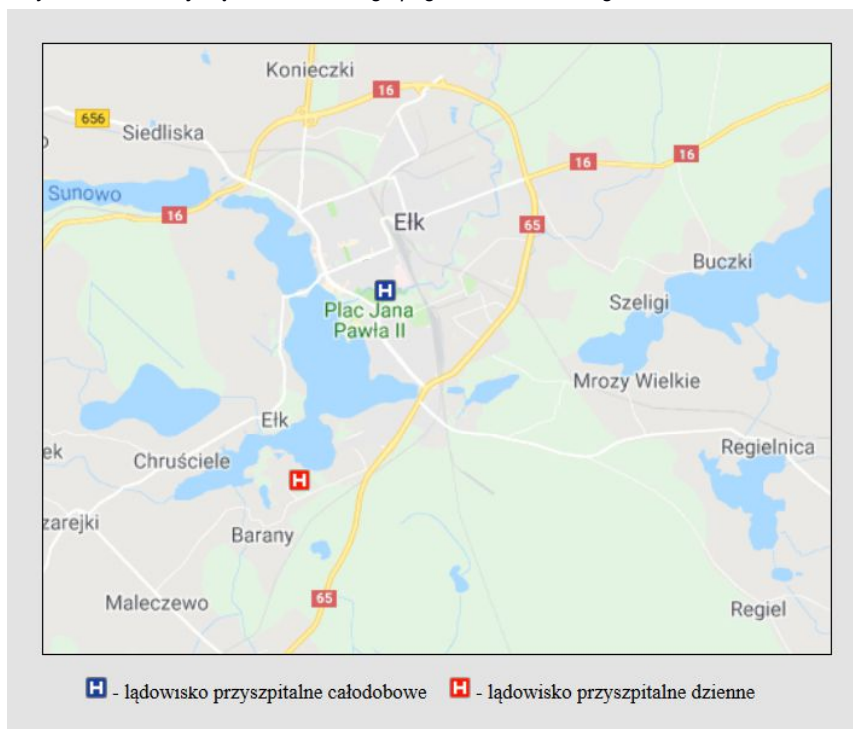 Konieczki
16
656
Siedliska
16
16
Sunowo
16
Ełk
65
Buczki
Plac Jana
Pawła II
Szeligi
Mrozy Wielkie
Ełk
ek
Chruściele
Regielnica
zarejki
Barany
Maleczewo
65
Regiel
H - lądowisko przyszpitalne całodobowe H - lądowisko przyszpitalne dzienne